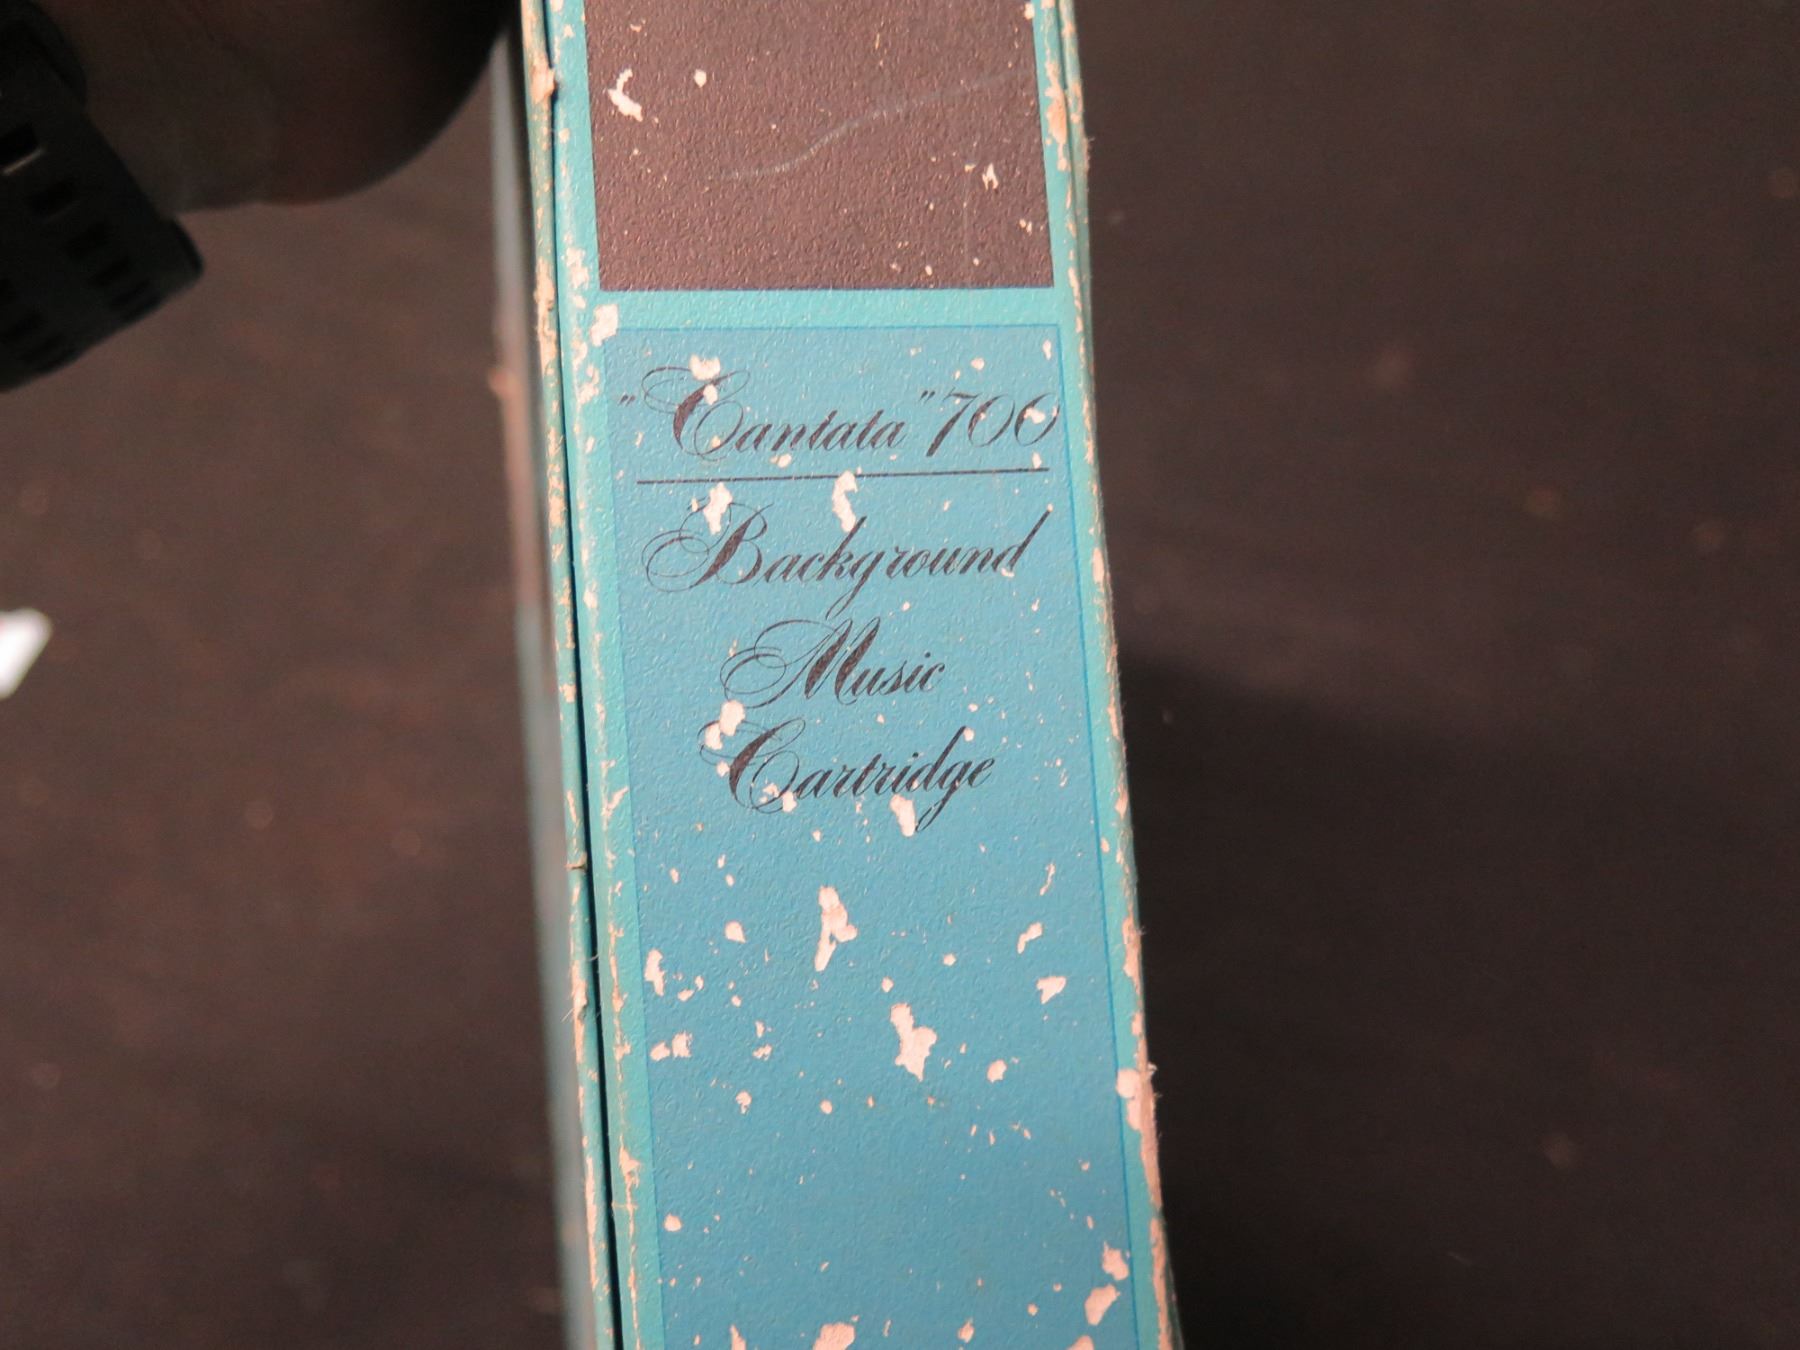 "Cantata" 700
Background
Music
Cartridge